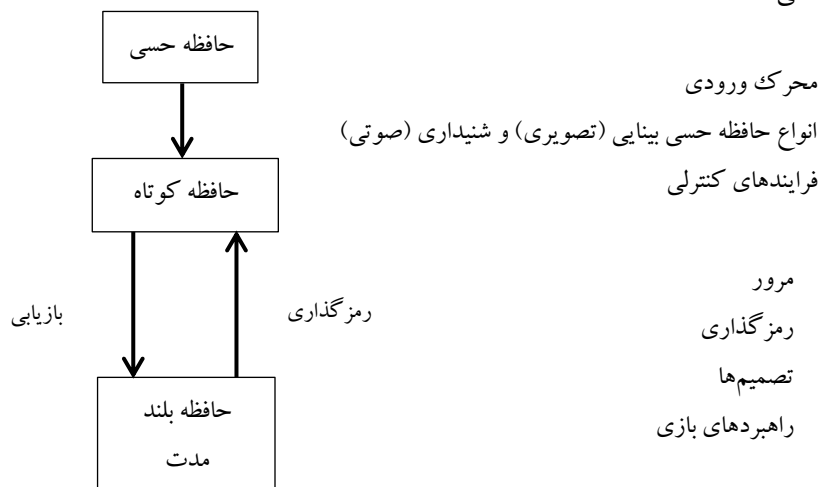 حافظه حسی
محرک ورودی
انواع حافظه حسی بینایی (تصویری) و شنیداری (صوتی)
فرایندهای کنترلی
حافظه کوتاه
مرور
رمزگذاری
تصمیم‌ها
راهبردهای بازی
رمزگذاری
بازیابی
حافظه بلند
مدت